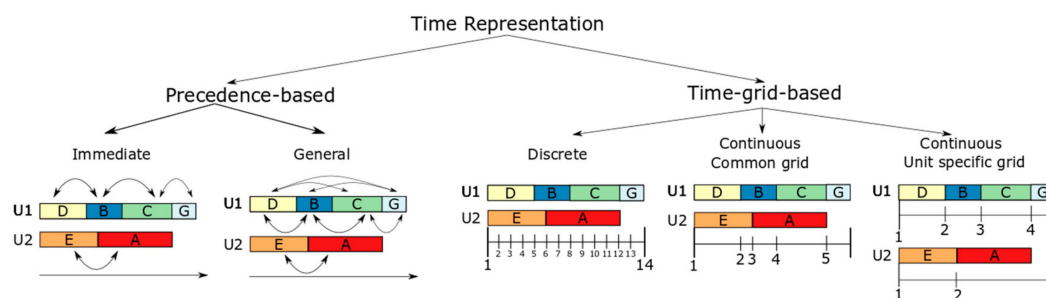 Time Representation
Precedence-based
Time-grid-based
Immediate
General
Discrete
Continuous
Common grid
Continuous
Unit specific grid
U1 D B C G
U2 E A
U1 D B C G
U2 E A
U1 D B C G
U2 E A
1 2 3 4 5 6 7 8 9 10 11 12 13 14
U1 D B C G
U2 E A
1 2 3 4 5
U1 D B C G
1 2 3 4
U2 E A
1 2